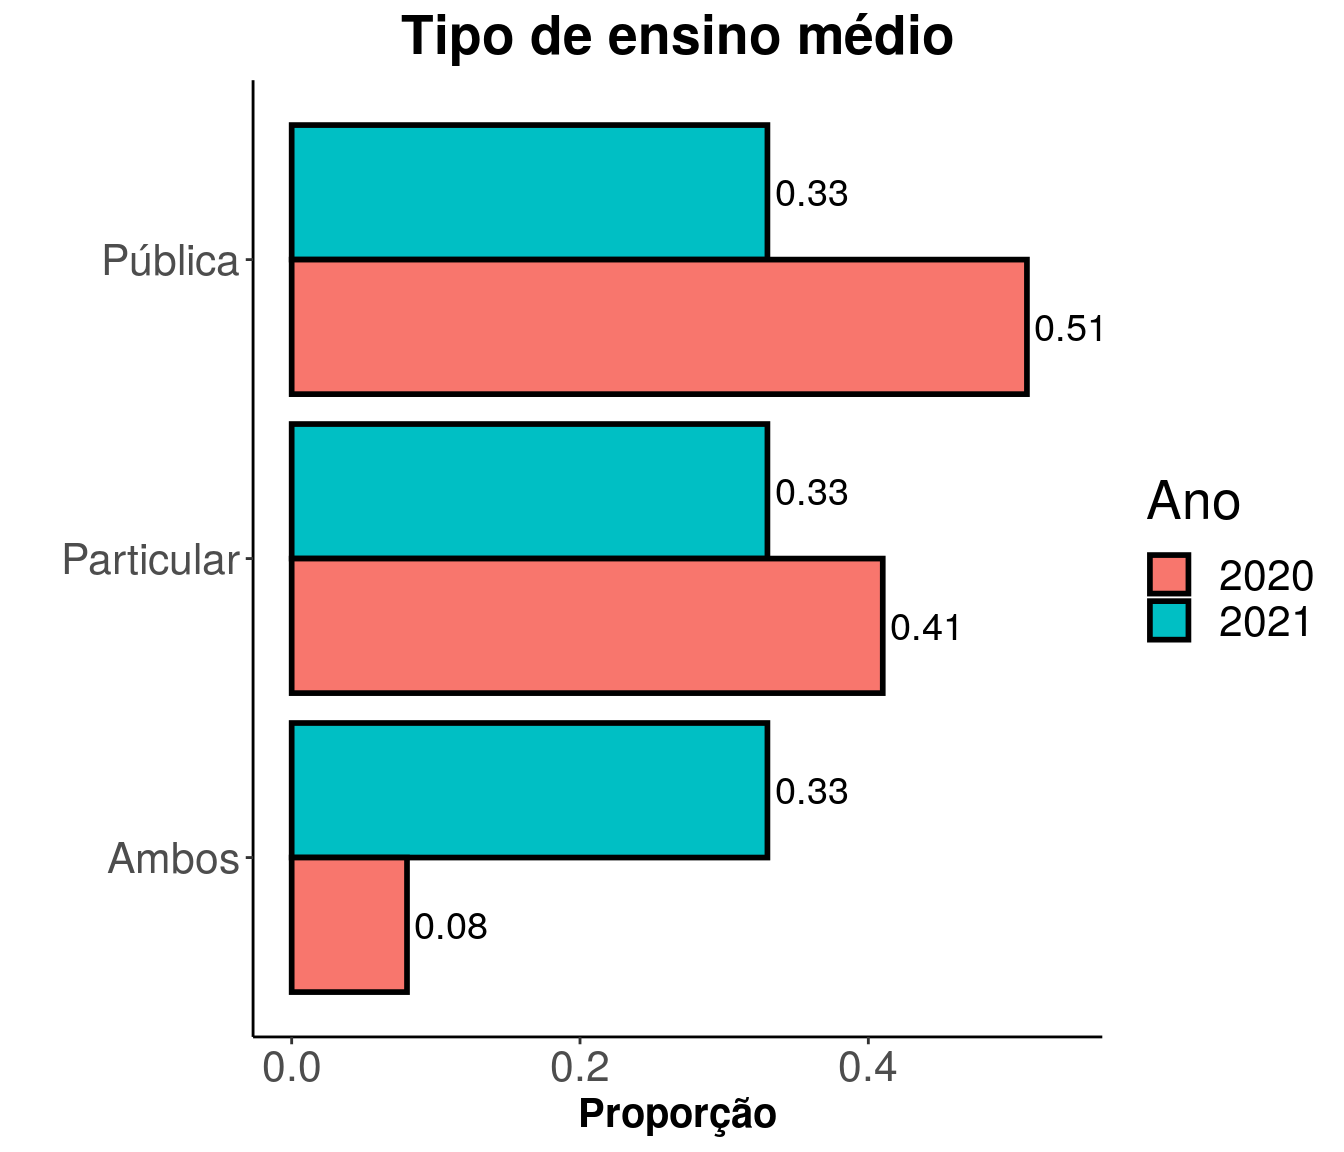 Tipo de ensino médio
Pública
0.33
0.51
Particular
0.33
0.41
Ambos
0.33
0.08
0.0 0.2 0.4
Proporção
Ano
2020
2021